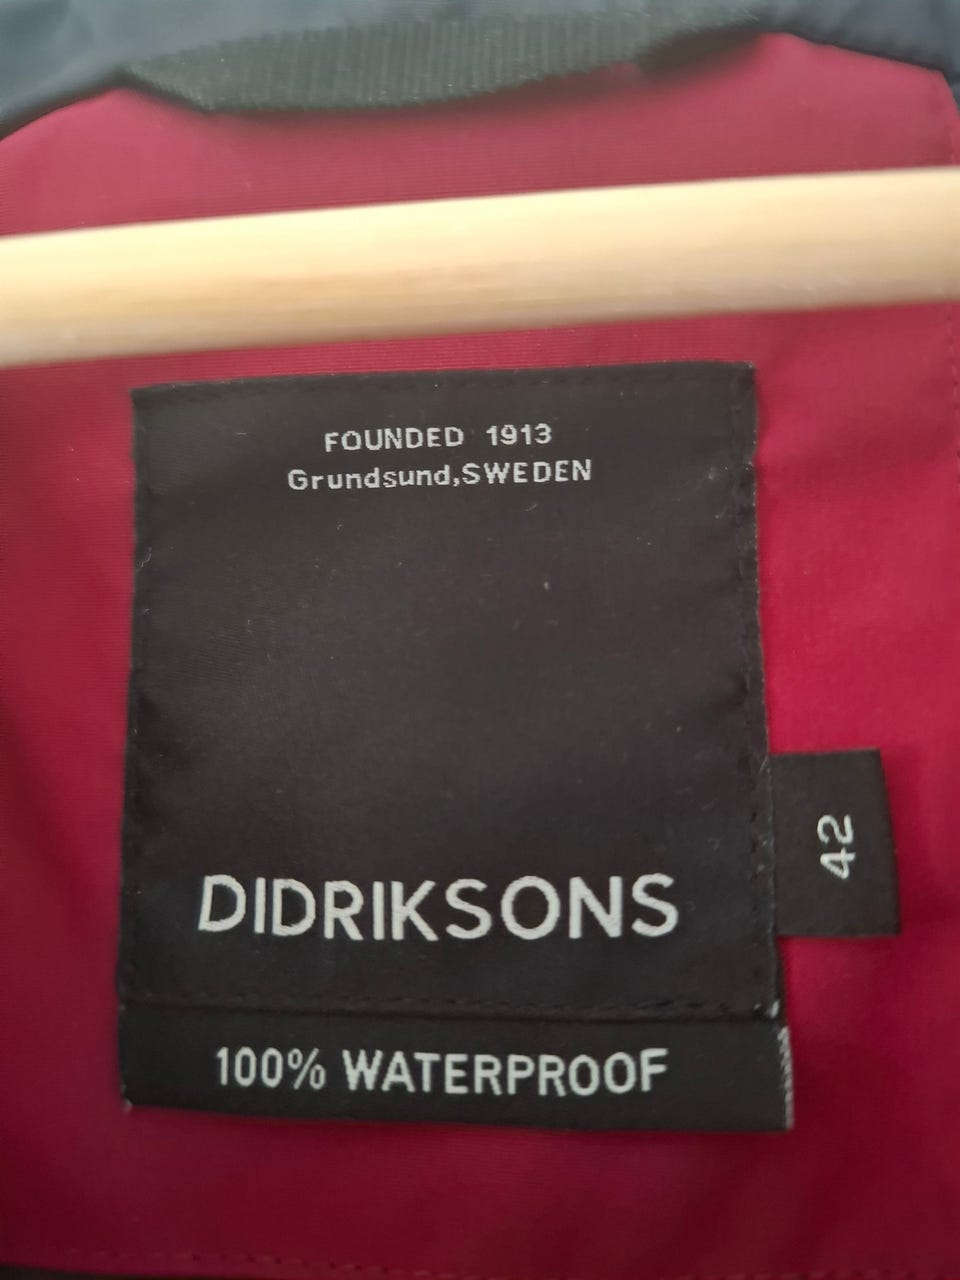 FOUNDED 1913
Grundsund,SWEDEN
DIDRIKSONS
42
100% WATERPROOF